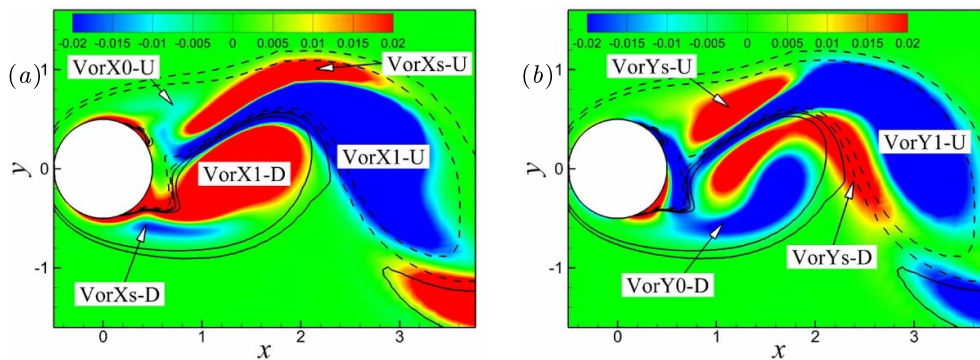 -0.02 -0.015 -0.01 -0.005 0 0.005 0.01 0.015 0.02
(a)
VorX0-U
VorXs-U
VorX1-D
VorX1-U
VorXs-D
y
1
0
-1
0 1 2 3
x
-0.02 -0.015 -0.01 -0.005 0 0.005 0.01 0.015 0.02
(b)
VorYs-U
VorY1-U
VorY0-D
VorYs-D
y
1
0
-1
0 1 2 3
x